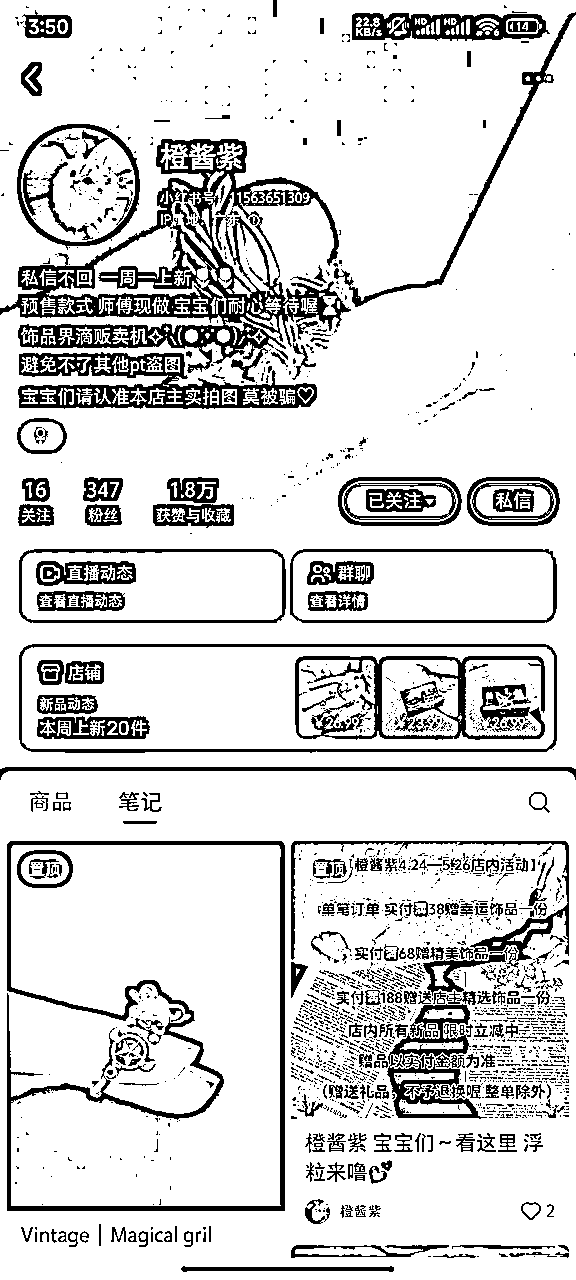 3:50
22.8 KB/s HD HD 14
橙酱紫
小红书号：1563651309
IP属地：广东
私信不回 一周一上新
预售款式 师傅现做 宝宝们耐心等待喔
饰品界滴贩卖机
避免不了其他pt盗图
宝宝们请认准本店主实拍图 莫被骗♡
16 347 1.8万
关注 粉丝 获赞与收藏
已关注 私信
直播动态 群聊
查看直播动态 查看详情
店铺
新品动态
本周上新20件
商品 笔记
置顶
置顶
橙酱紫4.24—5.26店内活动】
单笔订单 实付满38赠幸运饰品一份
实付满68赠精美饰品一份
实付满188赠送店主精选饰品一份
店内所有新品 限时立减中
赠品以实付金额为准
（赠送礼品 不予退换喔 整单除外）
橙酱紫 宝宝们～看这里 浮
粒来噜
橙酱紫 2
Vintage｜Magical gril